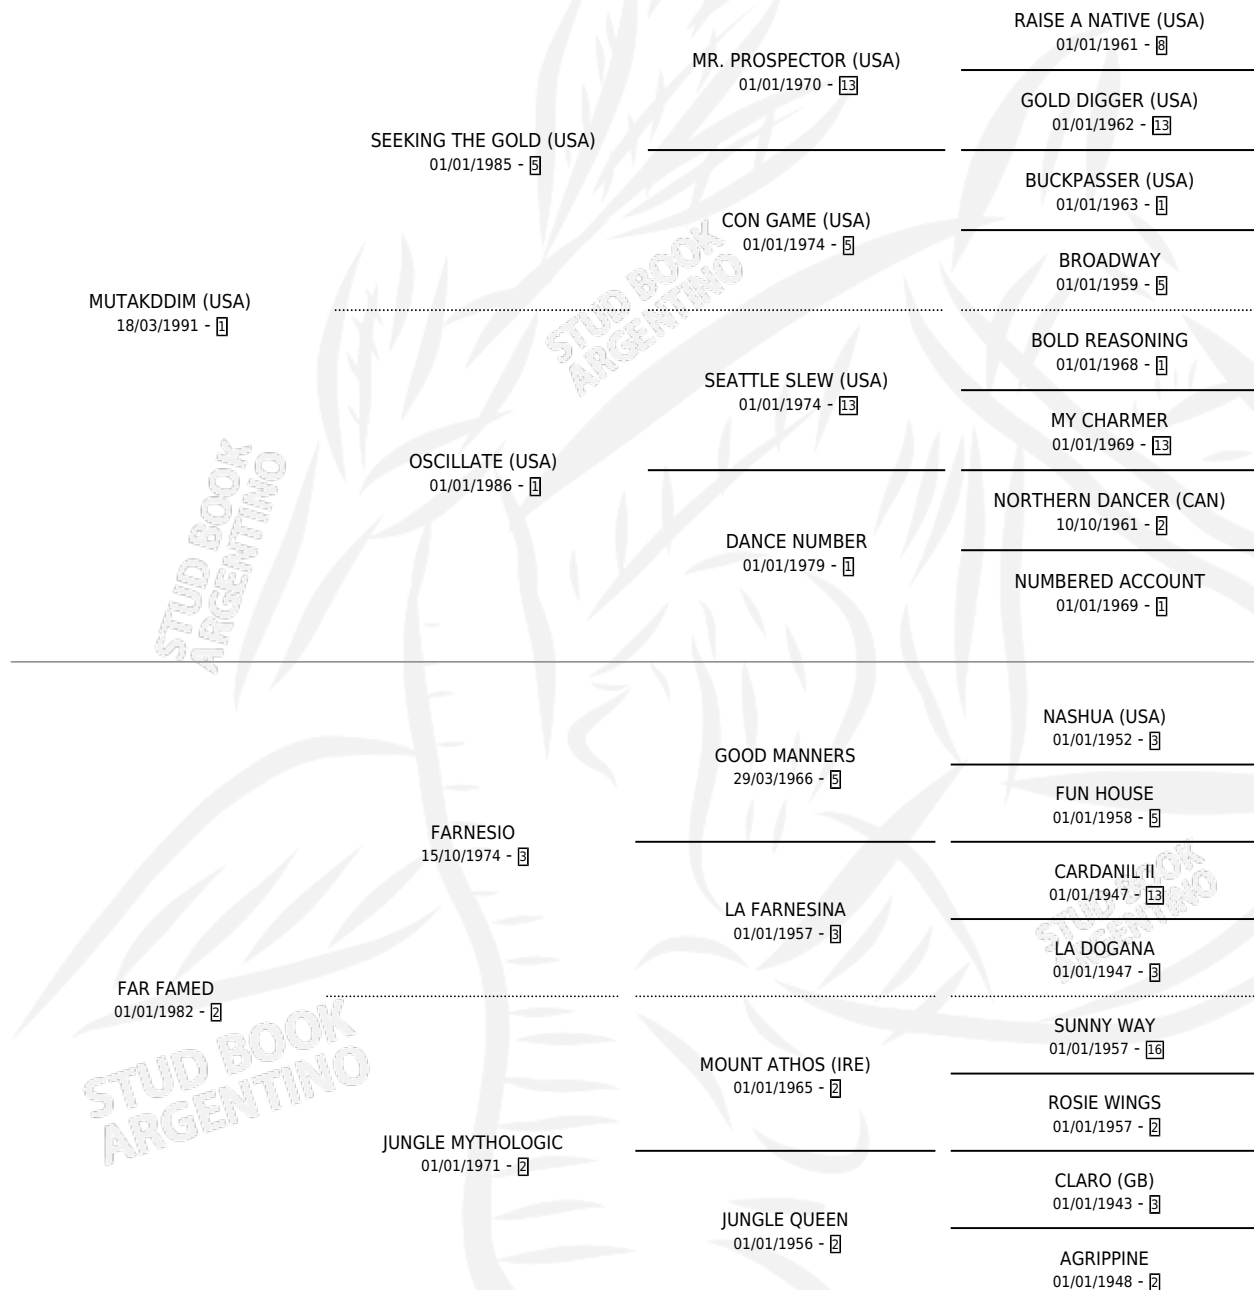 RAISE A NATIVE (USA)
01/01/1961 - 8
MR. PROSPECTOR (USA)
01/01/1970 - 13
GOLD DIGGER (USA)
01/01/1962 - 13
SEEKING THE GOLD (USA)
01/01/1985 - 5
BUCKPASSER (USA)
01/01/1963 - 1
CON GAME (USA)
01/01/1974 - 5
BROADWAY
01/01/1959 - 5
MUTAKDDIM (USA)
18/03/1991 - 1
BOLD REASONING
01/01/1968 - 1
SEATTLE SLEW (USA)
01/01/1974 - 13
MY CHARMER
01/01/1969 - 13
OSCILLATE (USA)
01/01/1986 - 1
NORTHERN DANCER (CAN)
10/10/1961 - 2
DANCE NUMBER
01/01/1979 - 1
NUMBERED ACCOUNT
01/01/1969 - 1
NASHUA (USA)
01/01/1952 - 3
GOOD MANNERS
29/03/1966 - 5
FUN HOUSE
01/01/1958 - 5
FARNESIO
15/10/1974 - 3
CARDANIL II
01/01/1947 - 13
LA FARNESINA
01/01/1957 - 3
LA DOGANA
01/01/1947 - 3
FAR FAMED
01/01/1982 - 2
SUNNY WAY
01/01/1957 - 16
MOUNT ATHOS (IRE)
01/01/1965 - 2
ROSIE WINGS
01/01/1957 - 2
JUNGLE MYTHOLOGIC
01/01/1971 - 2
CLARO (GB)
01/01/1943 - 3
JUNGLE QUEEN
01/01/1956 - 2
AGRIPPINE
01/01/1948 - 2
STUD BOOK
ARGENTINO
STUD BOOK
ARGENTINO
STUD BOOK
ARGENTINO
STUD BOOK
ARGENTINO